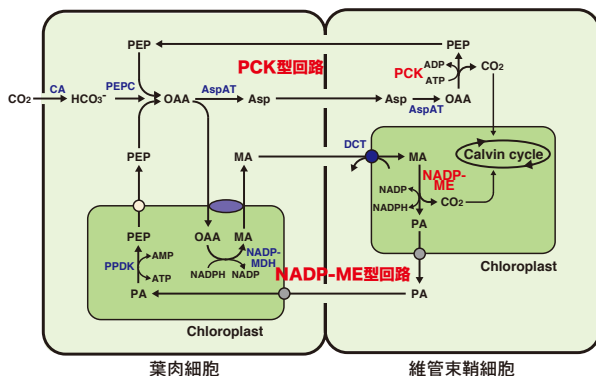 PEP
PCK型回路
PEP
ADP
PCK
ATP
CO2
CO2
CA
HCO3-
PEPC
OAA
AspAT
Asp
Asp
AspAT
OAA
PEP
MA
DCT
MA
Calvin cycle
NADP-
ME
NADP
NADPH
CO2
PA
PEP
OAA
MA
NADP-
MDH
NADPH
NADP
PPDK
AMP
ATP
PA
Chloroplast
Chloroplast
NADP-ME型回路
PA
葉肉細胞
維管束鞘細胞